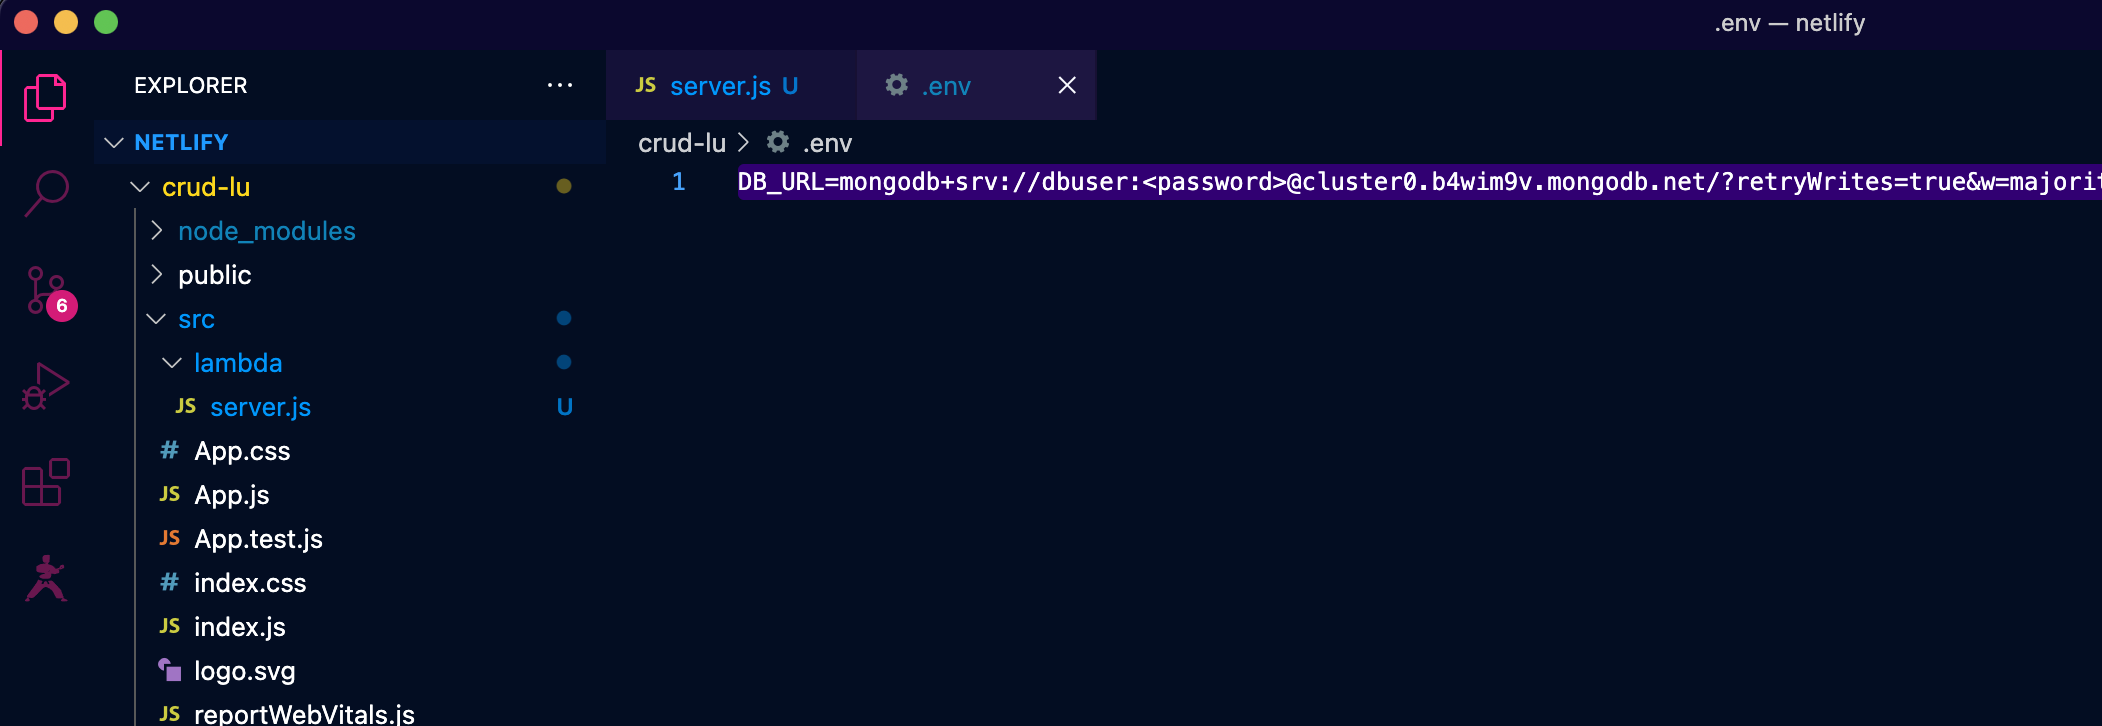 .env — netlify
EXPLORER
···
JS server.js U
.env
NETLIFY
crud-lu > .env
1 DB_URL=mongodb+srv://dbuser:<password>@cluster0.b4wim9v.mongodb.net/?retryWrites=true&w=majorit
crud-lu
node_modules
public
6
src
lambda
JS server.js U
# App.css
JS App.js
JS App.test.js
# index.css
JS index.js
logo.svg
JS reportWebVitals.js